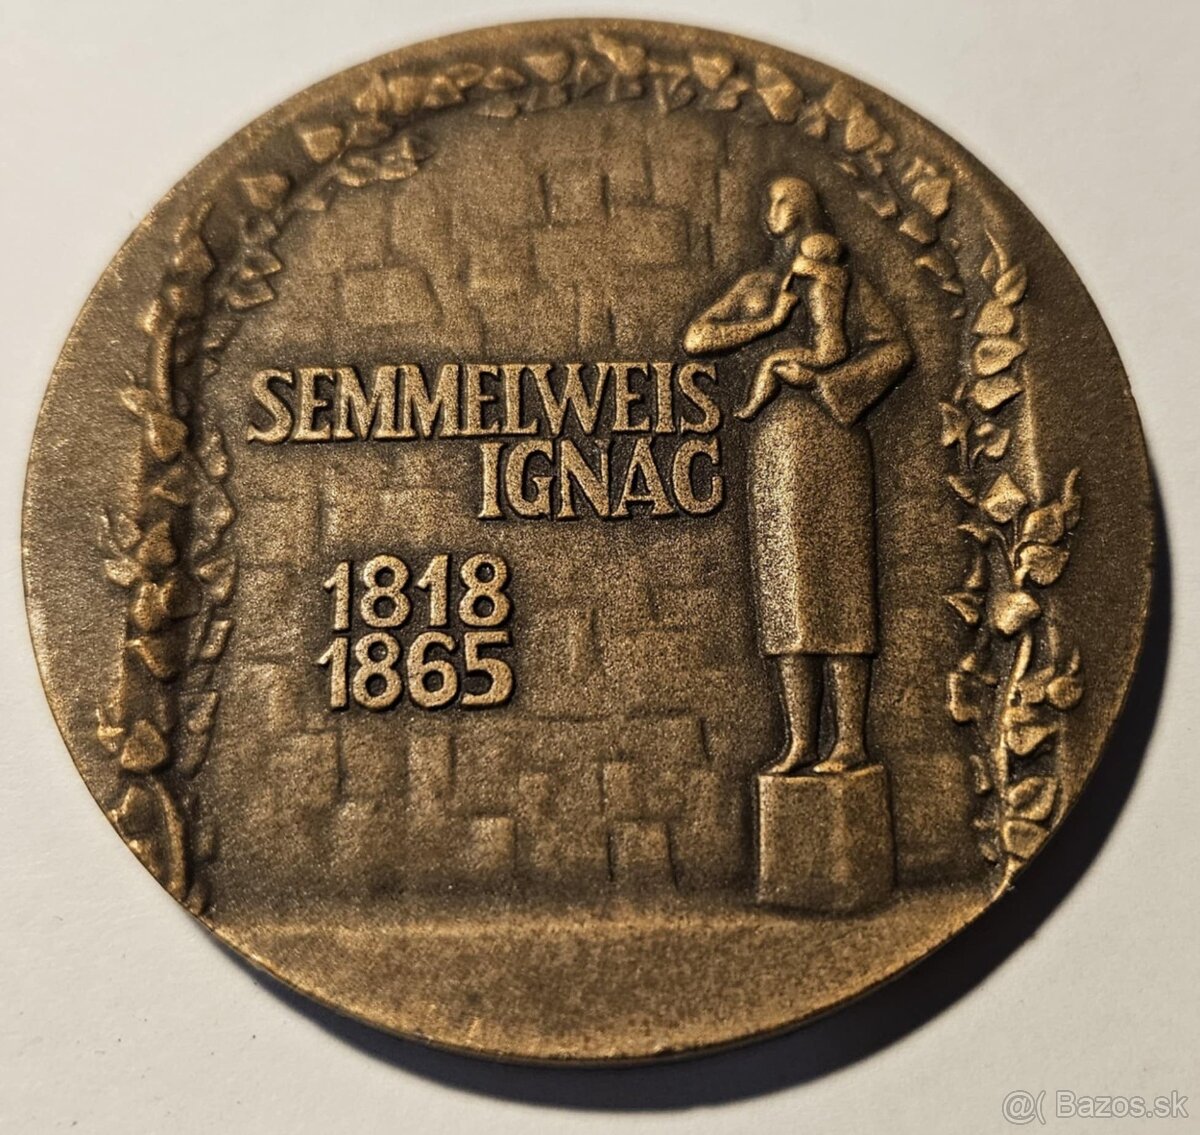 SEMMELWEIS
IGNÁC
1818
1865
@( Bazos.sk